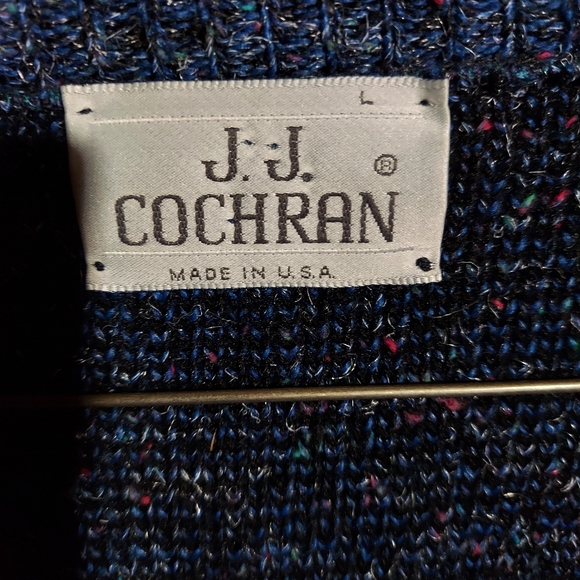 L
J.J. ®
COCHRAN
MADE IN U.S.A.